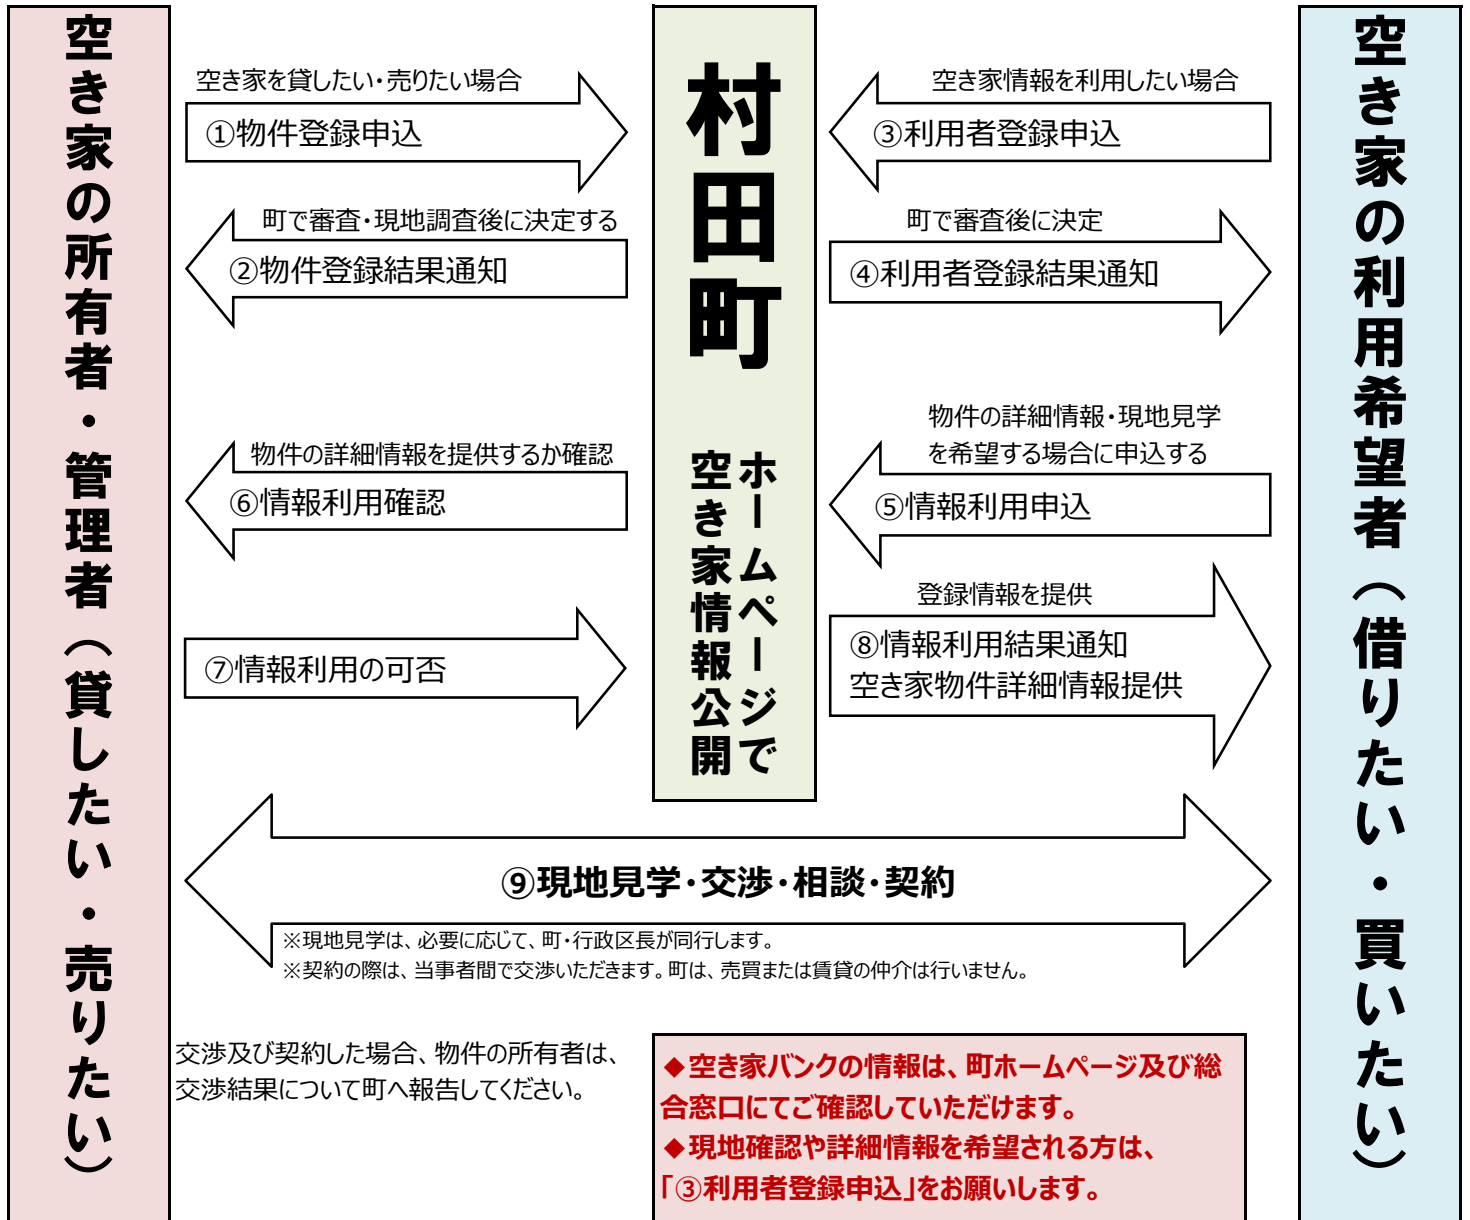 空き家の所有者・管理者（貸したい・売りたい）
空き家を貸したい・売りたい場合
①物件登録申込
町で審査・現地調査後に決定する
②物件登録結果通知
物件の詳細情報を提供するか確認
⑥情報利用確認
⑦情報利用の可否
村田町
ホームページで
空き家情報公開
空き家情報を利用したい場合
③利用者登録申込
町で審査後に決定
④利用者登録結果通知
物件の詳細情報・現地見学
を希望する場合に申込する
⑤情報利用申込
登録情報を提供
⑧情報利用結果通知
空き家物件詳細情報提供
空き家の利用希望者（借りたい・買いたい）
⑨現地見学・交渉・相談・契約
※現地見学は、必要に応じて、町・行政区長が同行します。
※契約の際は、当事者間で交渉いただきます。町は、売買または賃貸の仲介は行いません。
交渉及び契約した場合、物件の所有者は、
交渉結果について町へ報告してください。
◆空き家バンクの情報は、町ホームページ及び総
合窓口にてご確認していただけます。
◆現地確認や詳細情報を希望される方は、
「③利用者登録申込」をお願いします。